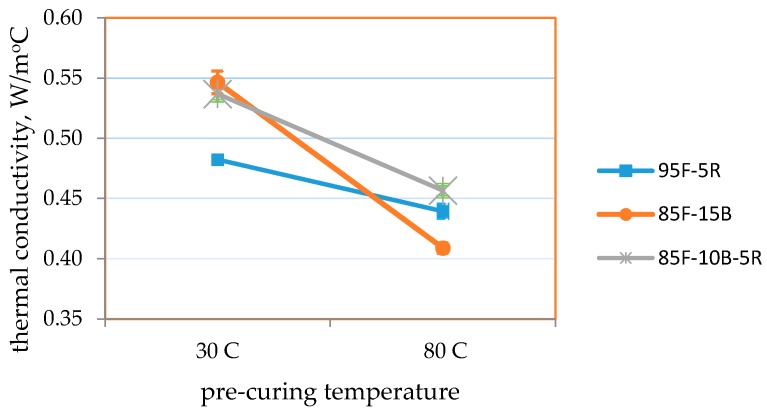 thermal conductivity, W/mºC
0.60
0.55
0.50
0.45
0.40
0.35
30 C
80 C
pre-curing temperature
95F-5R
85F-15B
85F-10B-5R